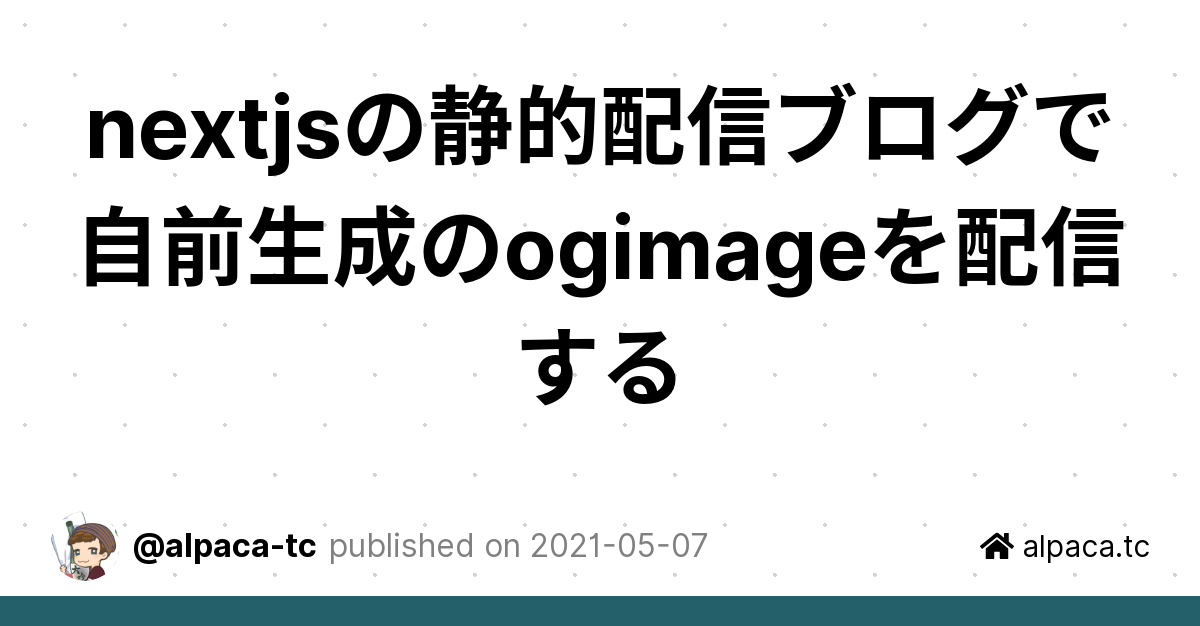 nextjsの静的配信ブログで
自前生成のogimageを配信
する
@alpaca-tc published on 2021-05-07
alpaca.tc